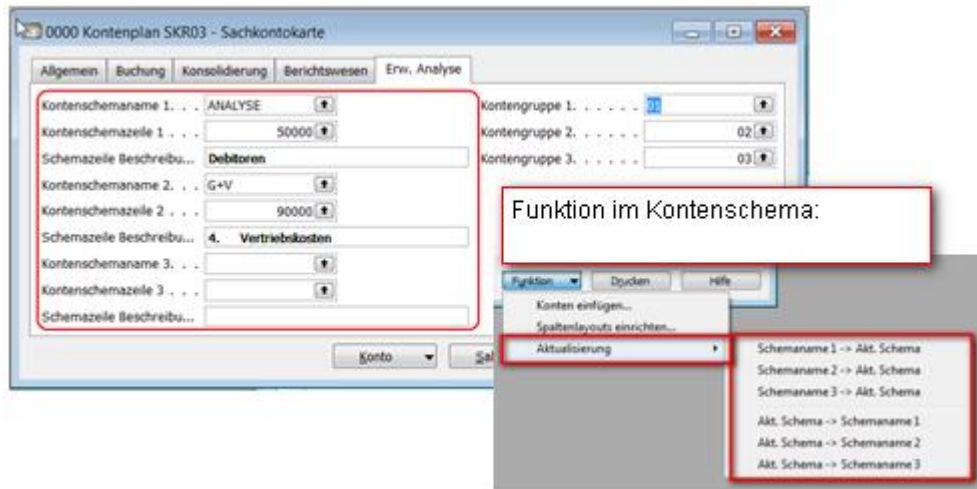 0000 Kontenplan SKR03 - Sachkontokarte
Allgemein Buchung Konsolidierung Berichtswesen Erw. Analyse
Kontenschemaname 1. . . ANALYSE
Kontenschemazeile 1 . . . 50000
Schemazeile Beschreibu... Debitoren
Kontenschemaname 2. . . G+V
Kontenschemazeile 2 . . . 90000
Schemazeile Beschreibu... 4. Vertriebskosten
Kontenschemaname 3. . .
Kontenschemazeile 3 . . .
Schemazeile Beschreibu...
Kontengruppe 1. . . . . . 01
Kontengruppe 2. . . . . . 02
Kontengruppe 3. . . . . . 03
Konto
Sal
Funktion im Kontenschema:
Funktion Drucken Hilfe
Konten einfügen...
Spaltenlayouts einrichten...
Aktualisierung
Schemaname 1 -> Akt. Schema
Schemaname 2 -> Akt. Schema
Schemaname 3 -> Akt. Schema
Akt. Schema -> Schemaname 1
Akt. Schema -> Schemaname 2
Akt. Schema -> Schemaname 3